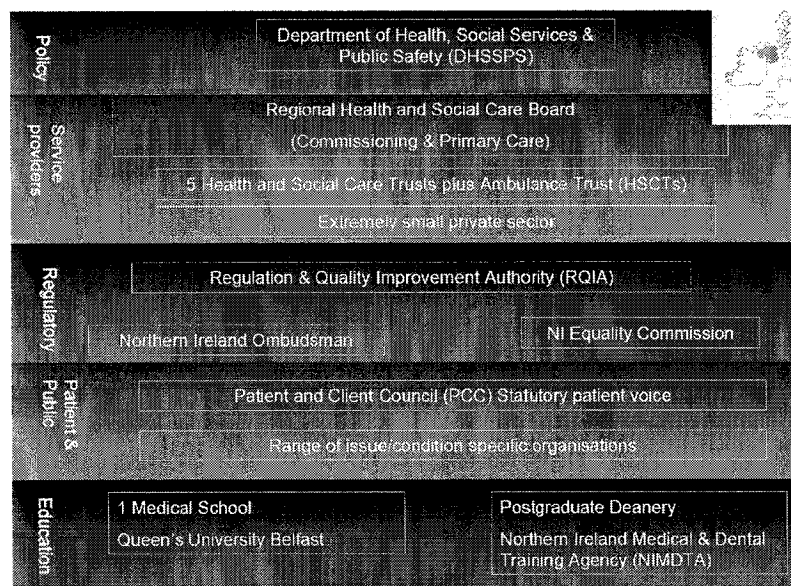 Policy
Department of Health, Social Services &
Public Safety (DHSSPS)
Service
providers
Regional Health and Social Care Board
(Commissioning & Primary Care)
5 Health and Social Care Trusts plus Ambulance Trust (HSCTs)
Extremely small private sector
Regulatory
Regulation & Quality Improvement Authority (RQIA)
Northern Ireland Ombudsman
NI Equality Commission
Patient &
Public
Patient and Client Council (PCC) Statutory patient voice
Range of issue/condition specific organisations
Education
1 Medical School
Queen's University Belfast
Postgraduate Deanery
Northern Ireland Medical & Dental
Training Agency (NIMDTA)